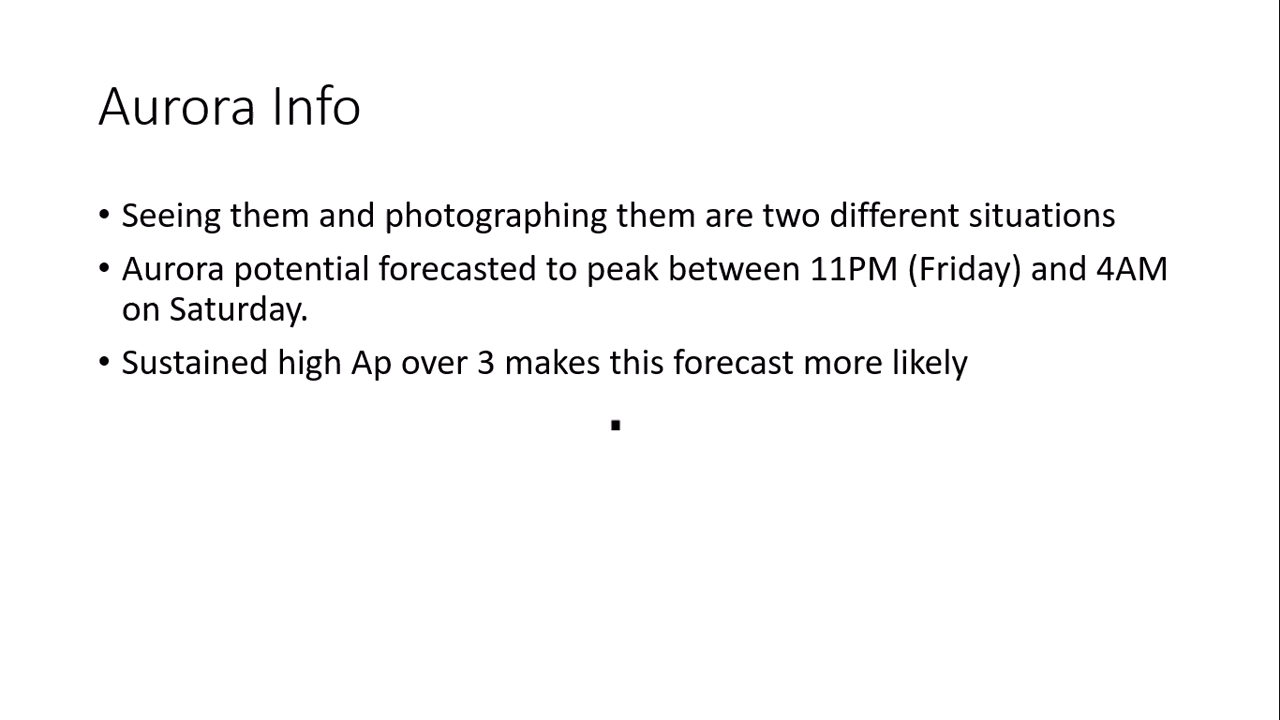 Aurora Info
• Seeing them and photographing them are two different situations
• Aurora potential forecasted to peak between 11PM (Friday) and 4AM
on Saturday.
• Sustained high Ap over 3 makes this forecast more likely